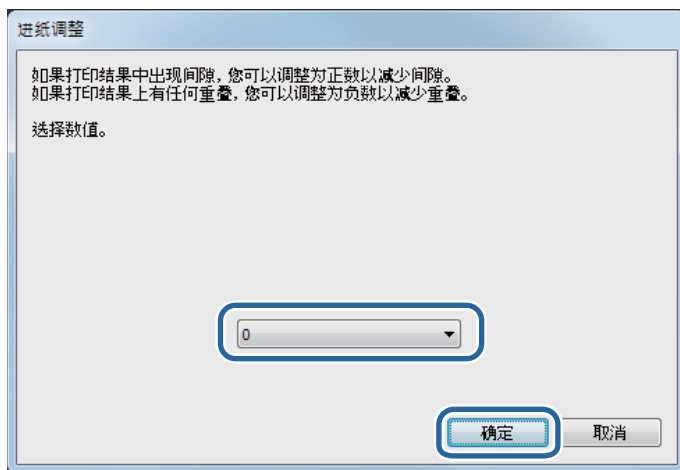 进纸调整
如果打印结果中出现间隙, 您可以调整为正数以减少间隙。
如果打印结果上有任何重叠, 您可以调整为负数以减少重叠。
选择数值。
0
确定
取消